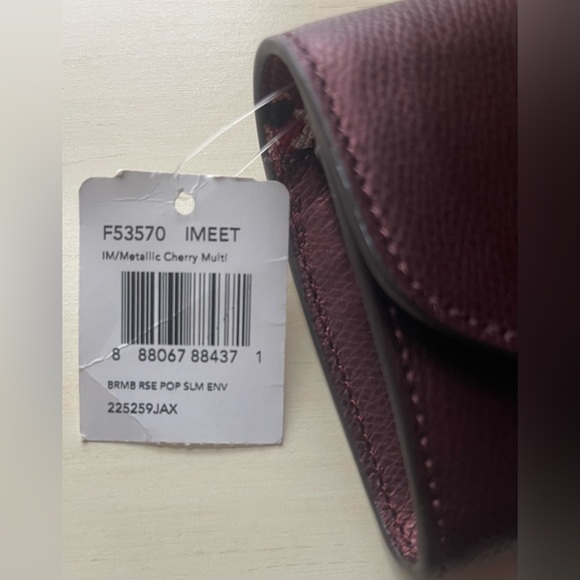 F53570 IMEET
IM/Metallic Cherry Multi
8 88067 88437 1
BRMB RSE POP SLM ENV
225259JAX